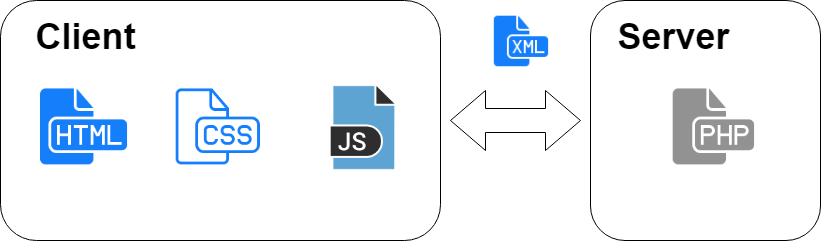 Client
XML
Server
HTML
CSS
JS
PHP